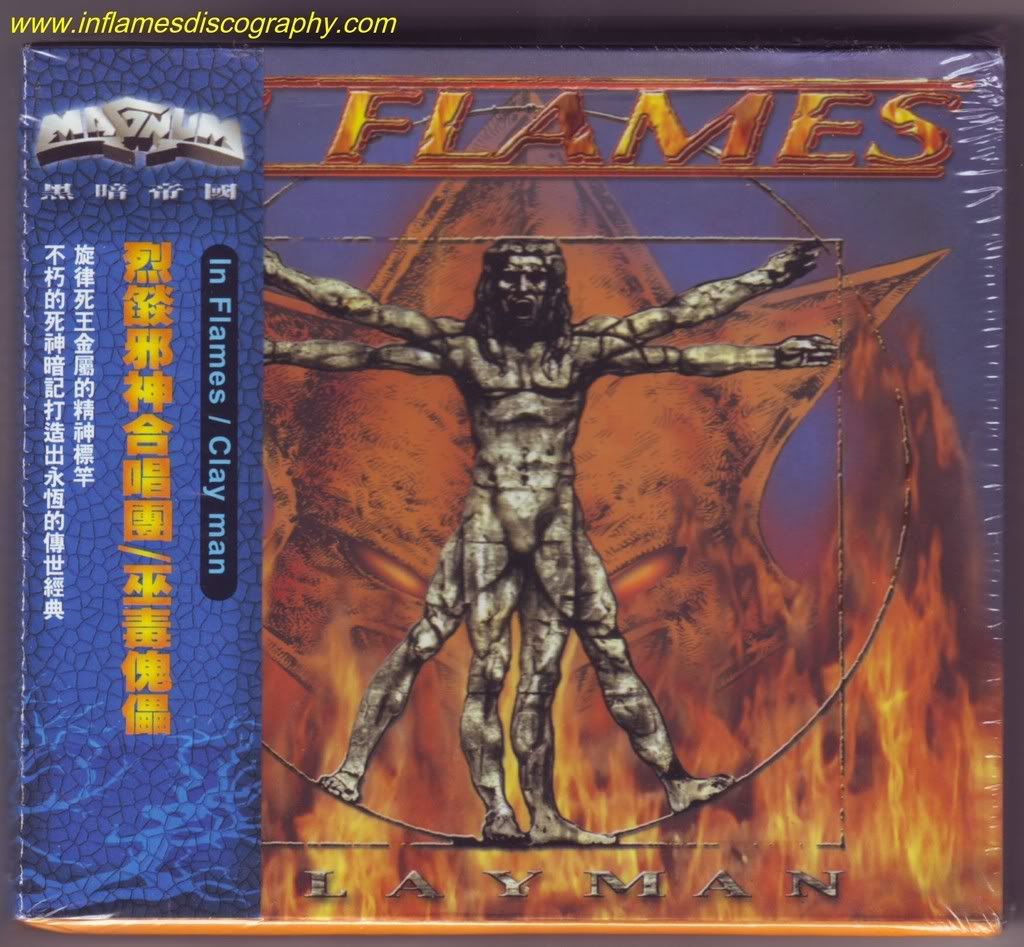 www.inflamesdiscography.com
MAGNUM
黑暗帝國
In Flames / Clay man
烈燄邪神合唱團/巫毒傀儡
旋律死王金屬的精神標竿
不朽的死神暗記打造出永恆的傳世經典
FLAMES
LAYMAN